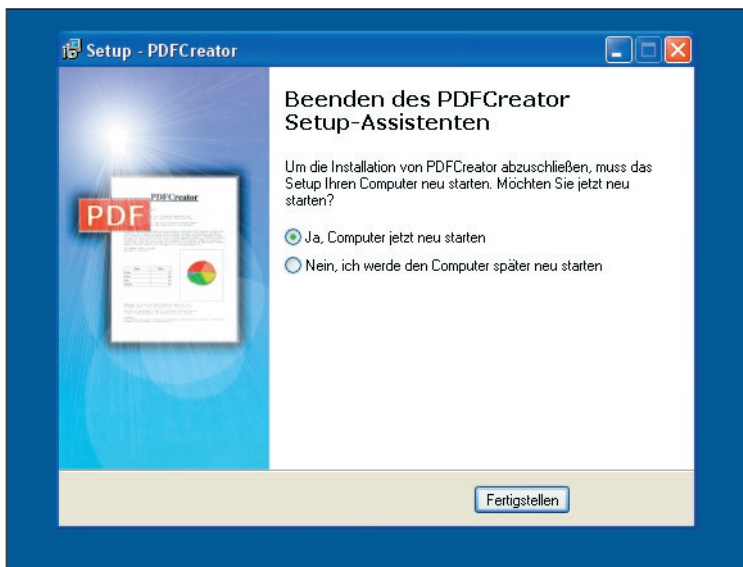 Setup - PDFCreator
Beenden des PDFCreator
Setup-Assistenten
Um die Installation von PDFCreator abzuschließen, muss das
Setup Ihren Computer neu starten. Möchten Sie jetzt neu
starten?
Ja, Computer jetzt neu starten
Nein, ich werde den Computer später neu starten
PDFCreator
PDF
Fertigstellen